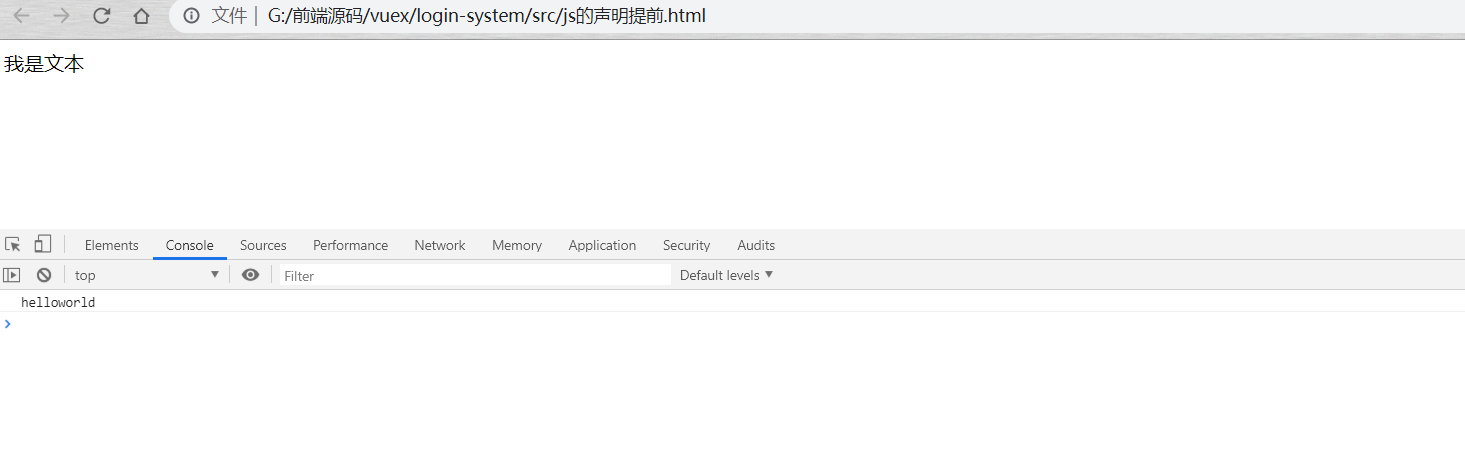 文件 | G:/前端源码/vuex/login-system/src/js的声明提前.html
我是文本
Elements Console Sources Performance Network Memory Application Security Audits
top Filter Default levels
helloworld